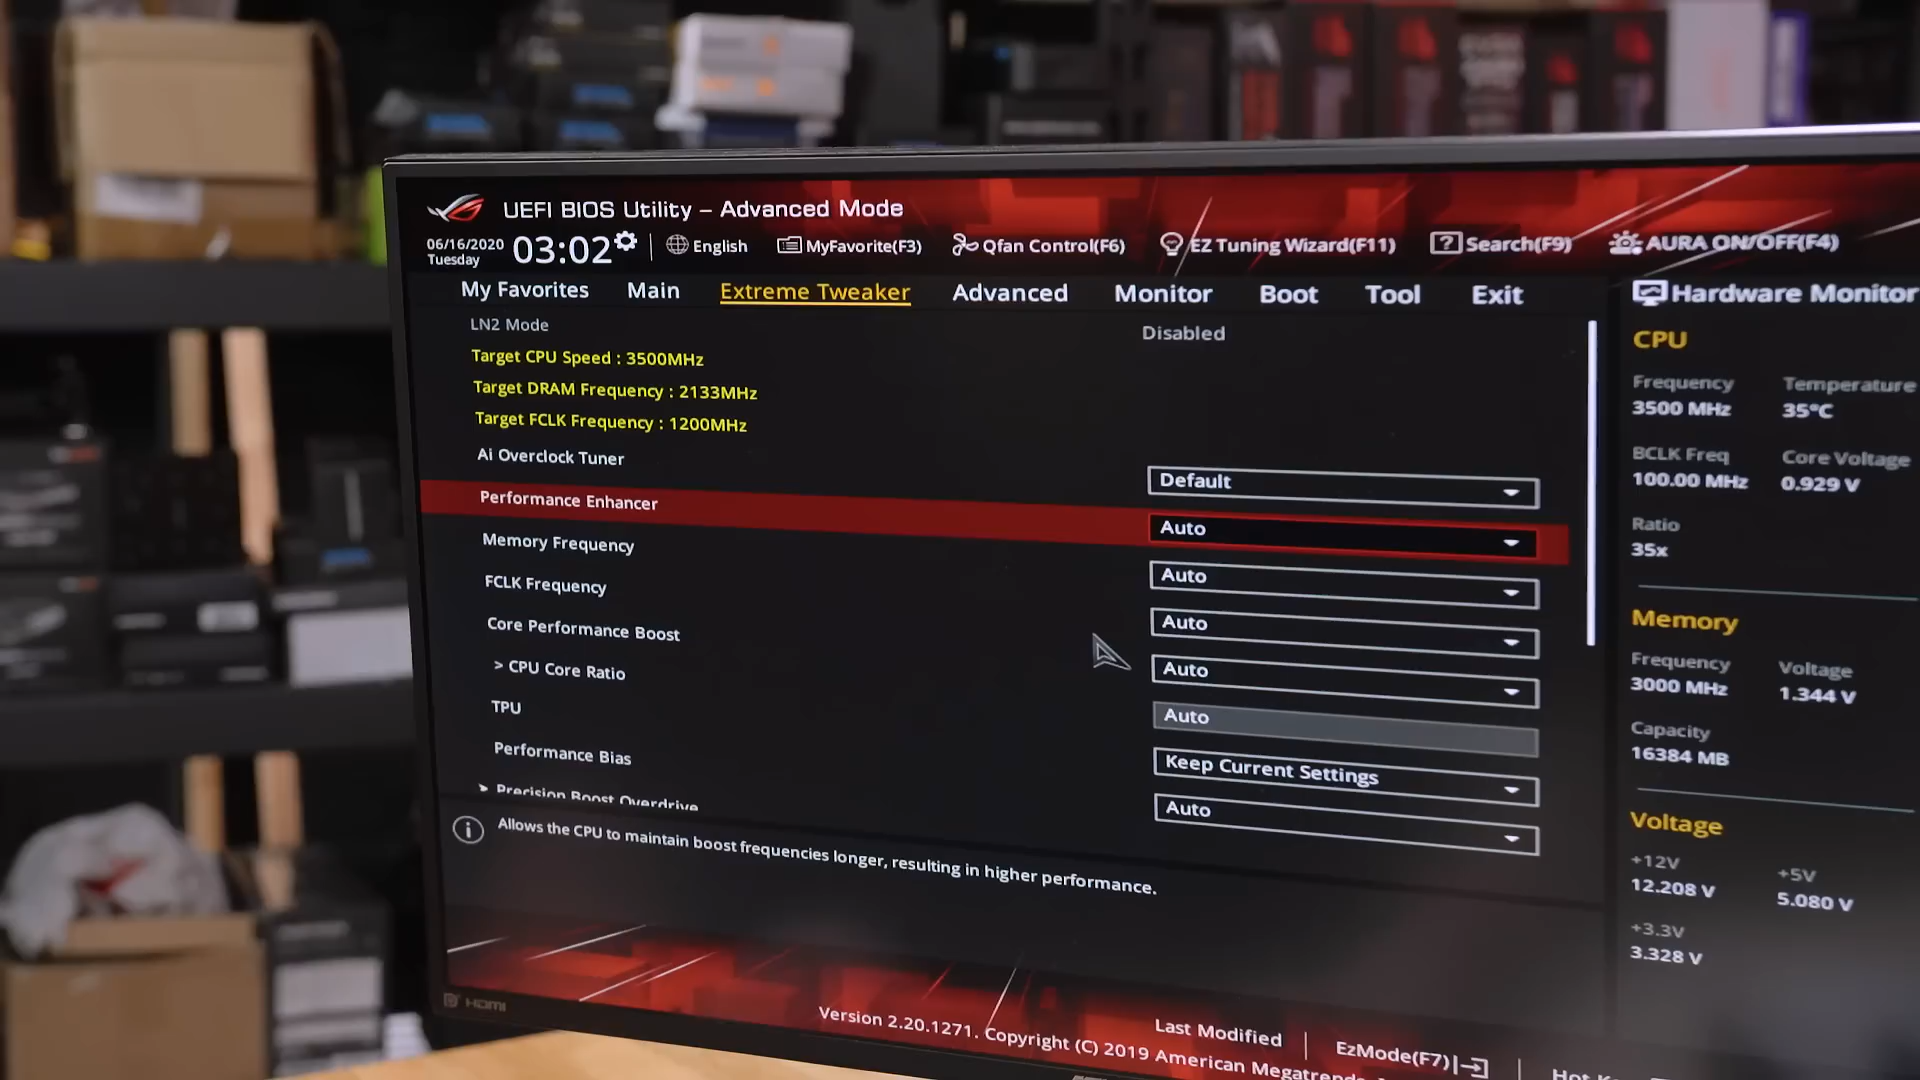 UEFI BIOS Utility – Advanced Mode
06/16/2020
Tuesday
03:02
English
MyFavorite(F3)
Qfan Control(F6)
EZ Tuning Wizard(F11)
Search(F9)
AURA ON/OFF(F4)
My Favorites
Main
Extreme Tweaker
Advanced
Monitor
Boot
Tool
Exit
Hardware Monitor
LN2 Mode
Disabled
Target CPU Speed : 3500MHz
Target DRAM Frequency : 2133MHz
Target FCLK Frequency : 1200MHz
Ai Overclock Tuner
Default
Performance Enhancer
Auto
Memory Frequency
Auto
FCLK Frequency
Auto
Core Performance Boost
Auto
> CPU Core Ratio
Auto
TPU
Keep Current Settings
Performance Bias
Auto
Precision Boost Overdrive
Allows the CPU to maintain boost frequencies longer, resulting in higher performance.
CPU
Frequency
Temperature
3500 MHz
35°C
BCLK Freq
Core Voltage
100.00 MHz
0.929 V
Ratio
35x
Memory
Frequency
Voltage
3000 MHz
1.344 V
Capacity
16384 MB
Voltage
+12V
+5V
12.208 V
5.080 V
+3.3V
3.328 V
HDMI
Last Modified
EzMode(F7)
Version 2.20.1271. Copyright (C) 2019 American